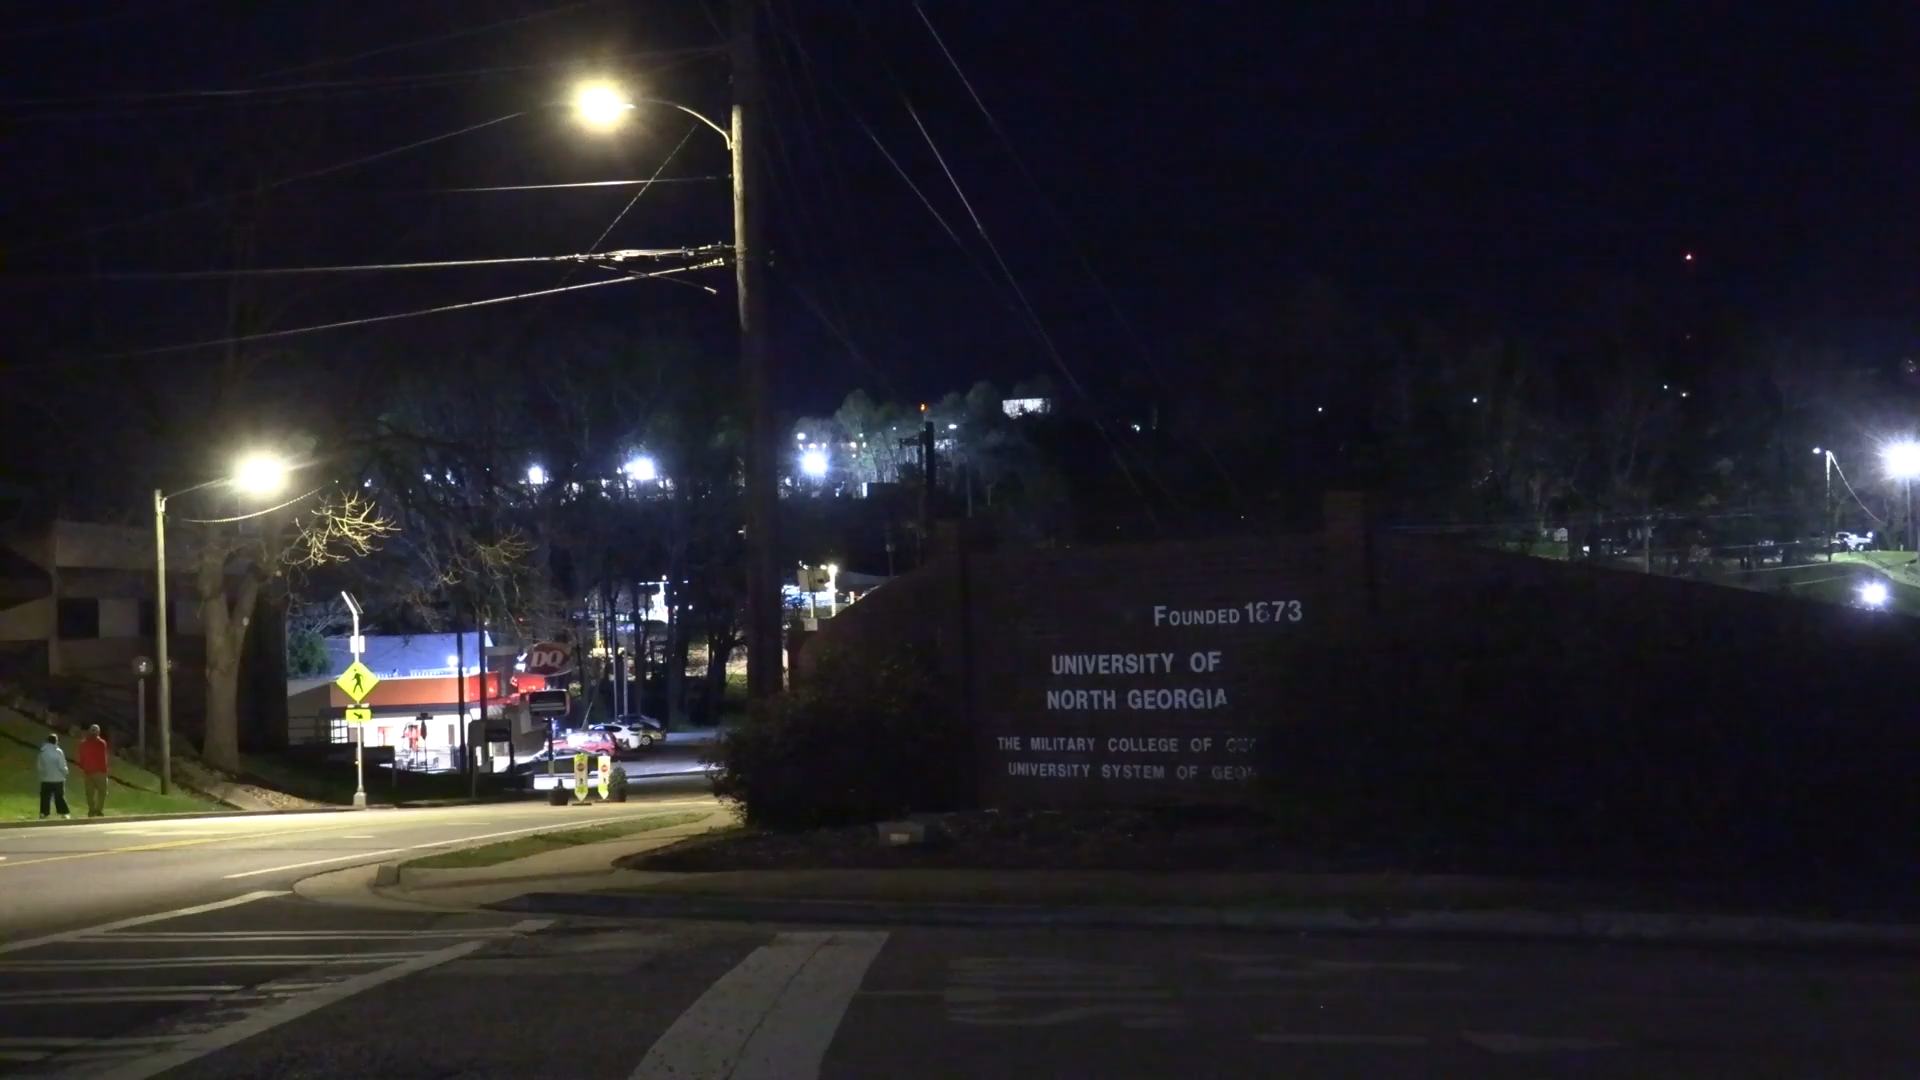 DQ
FOUNDED 1873
UNIVERSITY OF
NORTH GEORGIA
THE MILITARY COLLEGE OF
UNIVERSITY SYSTEM OF